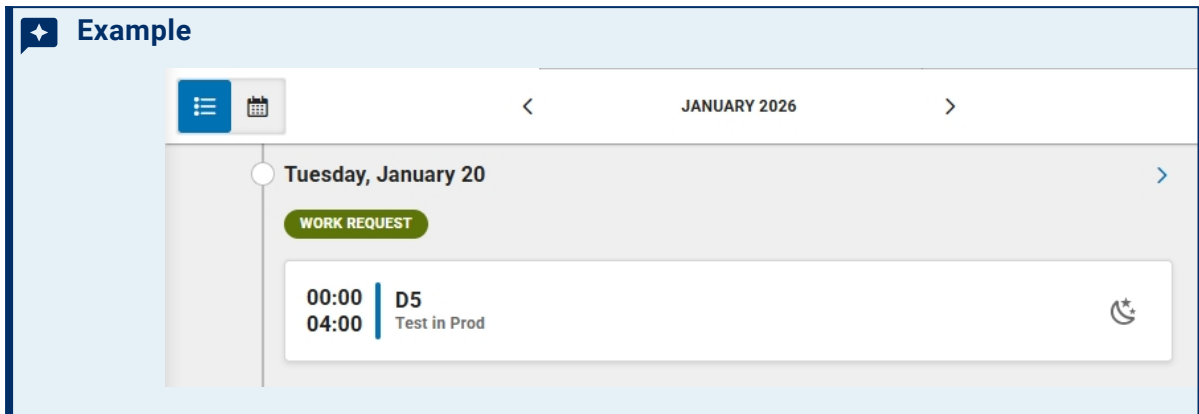 Example
JANUARY 2026
Tuesday, January 20
WORK REQUEST
00:00
D5
04:00
Test in Prod